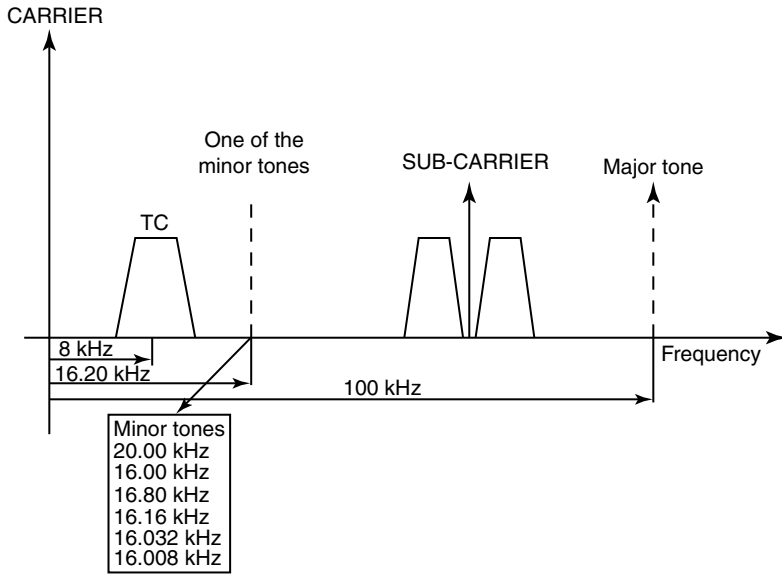 CARRIER
One of the
minor tones
SUB-CARRIER
Major tone
TC
8 kHz
Frequency
16.20 kHz
100 kHz
Minor tones
20.00 kHz
16.00 kHz
16.80 kHz
16.16 kHz
16.032 kHz
16.008 kHz